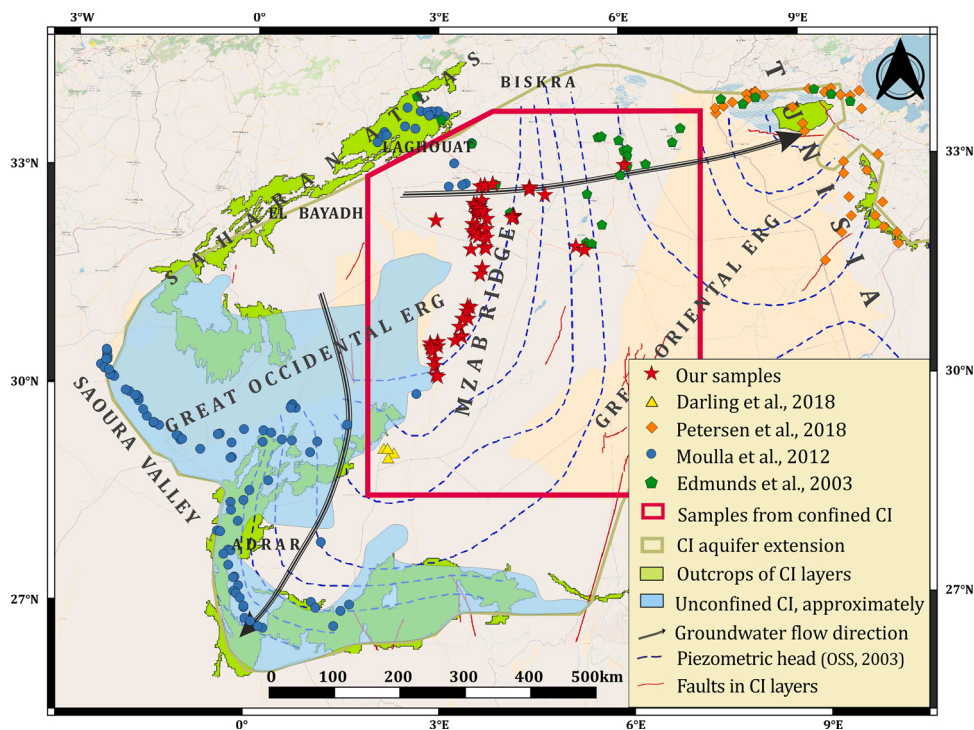 3°W 0° 3°E 6°E 9°E
BISKRA
SAHARAN ATLAS
TUNISIA
LAGHOUAT
33°N
33°N
EL BAYADH
MZAB RIDGE
GREAT ORIENTAL ERG
GREAT OCCIDENTAL ERG
30°N
30°N
SAOURA VALLEY
ADRAR
27°N
27°N
Our samples
Darling et al., 2018
Petersen et al., 2018
Moulla et al., 2012
Edmunds et al., 2003
Samples from confined CI
CI aquifer extension
Outcrops of CI layers
Unconfined CI, approximately
Groundwater flow direction
Piezometric head (OSS, 2003)
Faults in CI layers
0 100 200 300 400 500km
0° 3°E 6°E 9°E